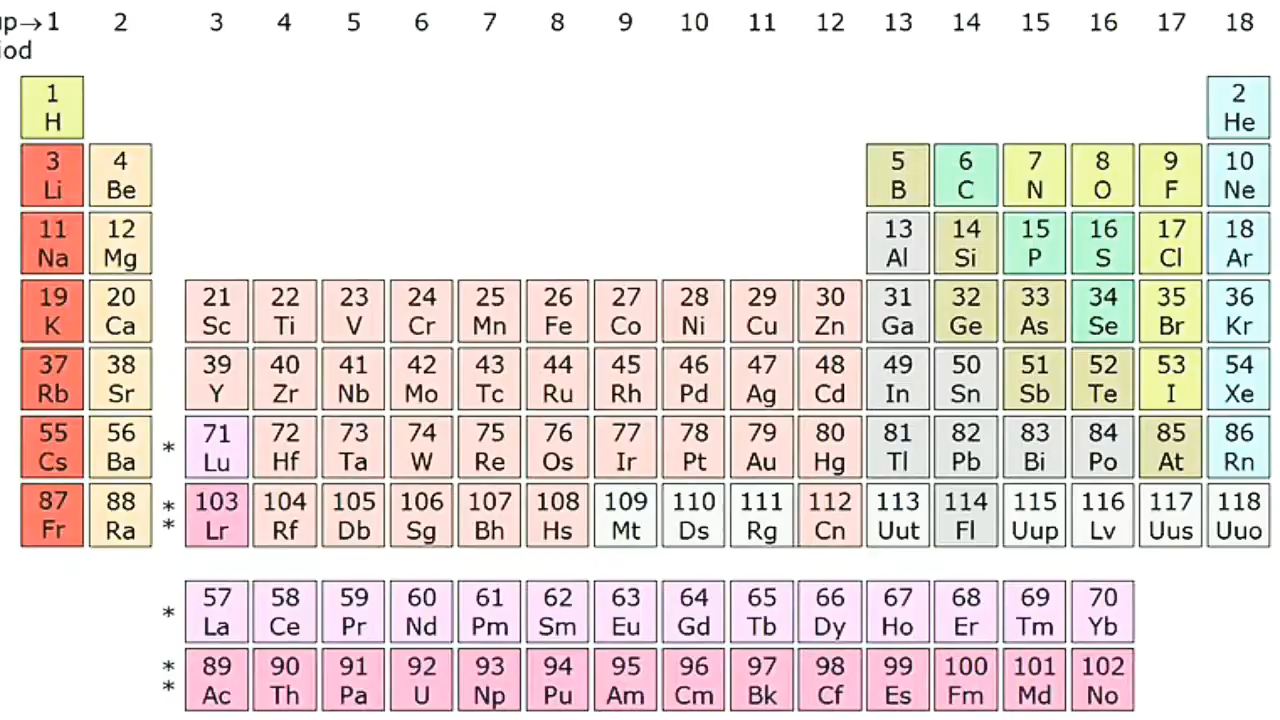 up→1 2 3 4 5 6 7 8 9 10 11 12 13 14 15 16 17 18
iod
1 2
H He
3 4 5 6 7 8 9 10
Li Be B C N O F Ne
11 12 13 14 15 16 17 18
Na Mg Al Si P S Cl Ar
19 20 21 22 23 24 25 26 27 28 29 30 31 32 33 34 35 36
K Ca Sc Ti V Cr Mn Fe Co Ni Cu Zn Ga Ge As Se Br Kr
37 38 39 40 41 42 43 44 45 46 47 48 49 50 51 52 53 54
Rb Sr Y Zr Nb Mo Tc Ru Rh Pd Ag Cd In Sn Sb Te I Xe
55 56 * 71 72 73 74 75 76 77 78 79 80 81 82 83 84 85 86
Cs Ba Lu Hf Ta W Re Os Ir Pt Au Hg Tl Pb Bi Po At Rn
87 88 * 103 104 105 106 107 108 109 110 111 112 113 114 115 116 117 118
Fr Ra * Lr Rf Db Sg Bh Hs Mt Ds Rg Cn Uut Fl Uup Lv Uus Uuo
* 57 58 59 60 61 62 63 64 65 66 67 68 69 70
La Ce Pr Nd Pm Sm Eu Gd Tb Dy Ho Er Tm Yb
* 89 90 91 92 93 94 95 96 97 98 99 100 101 102
* Ac Th Pa U Np Pu Am Cm Bk Cf Es Fm Md No